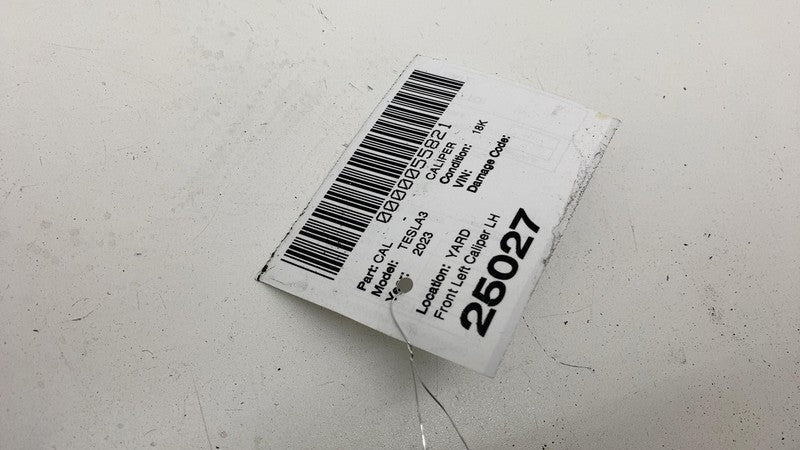 0000055821
Part: CAL - CALIPER
Model: TESLA3 Condition: 18K
Year: 2023 VIN:
Damage Code:
Location: YARD
Front Left Caliper LH
25027